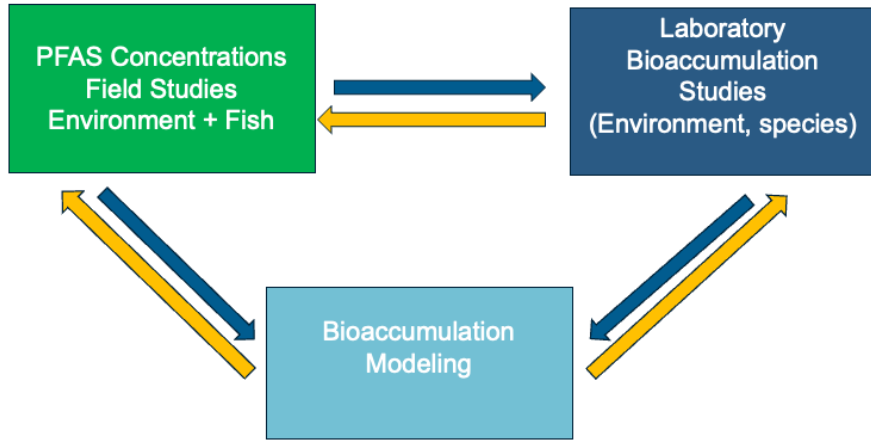 PFAS Concentrations
Field Studies
Environment + Fish
Laboratory
Bioaccumulation
Studies
(Environment, species)
Bioaccumulation
Modeling